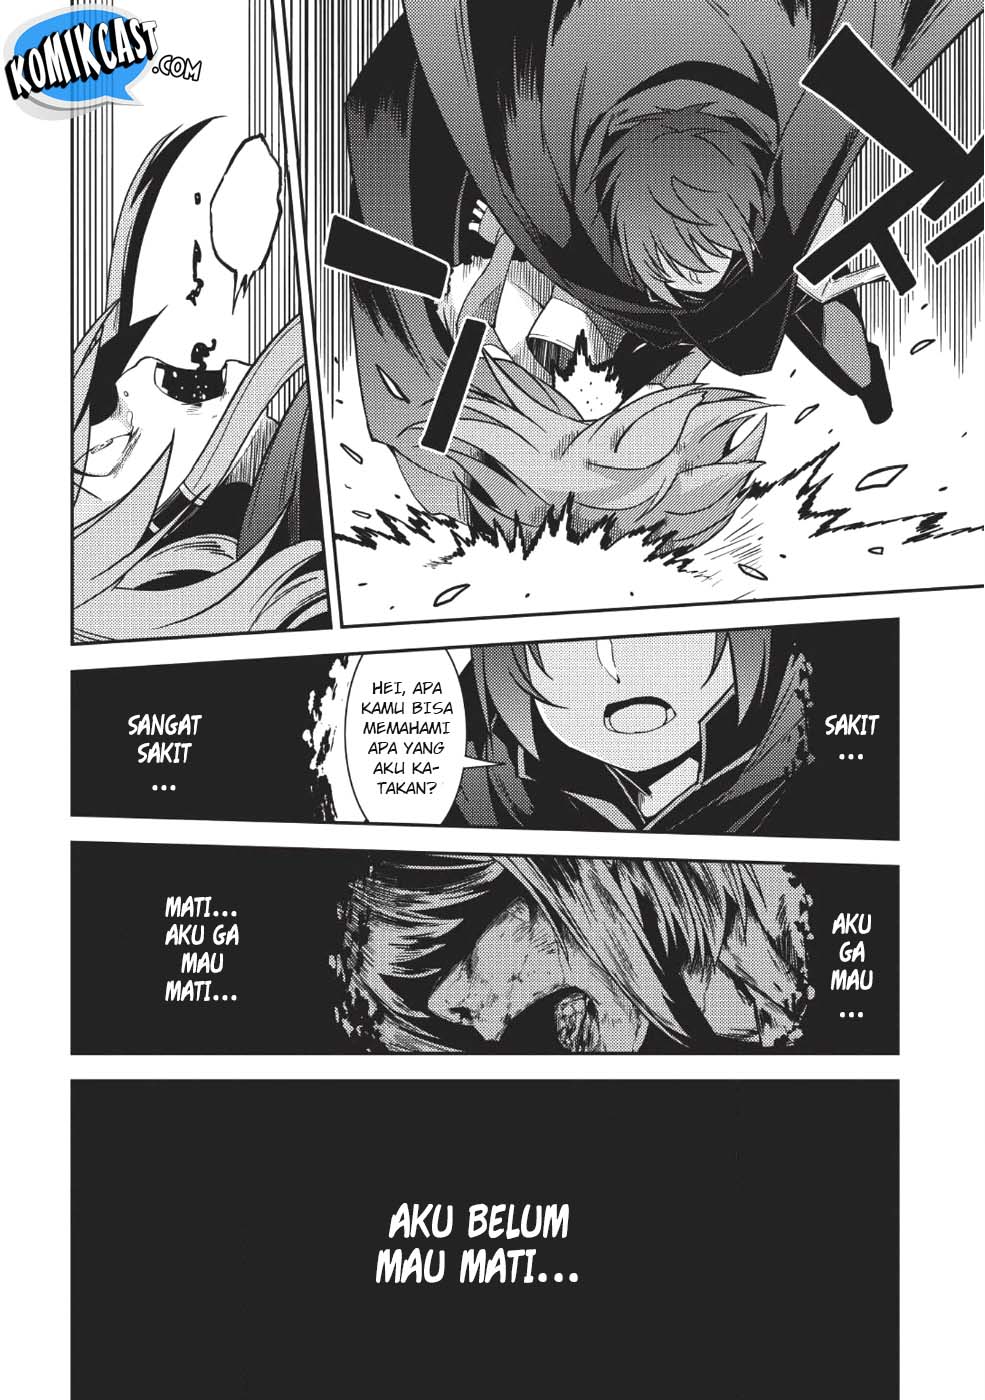 KOMIKCAST
.COM
SAKIT
...
HEI, APA
KAMU BISA
MEMAHAMI
APA YANG
AKU KA-
TAKAN?
SANGAT
SAKIT
...
AKU
GA
MAU
...
MATI...
AKU GA
MAU
MATI...
AKU BELUM
MAU MATI...